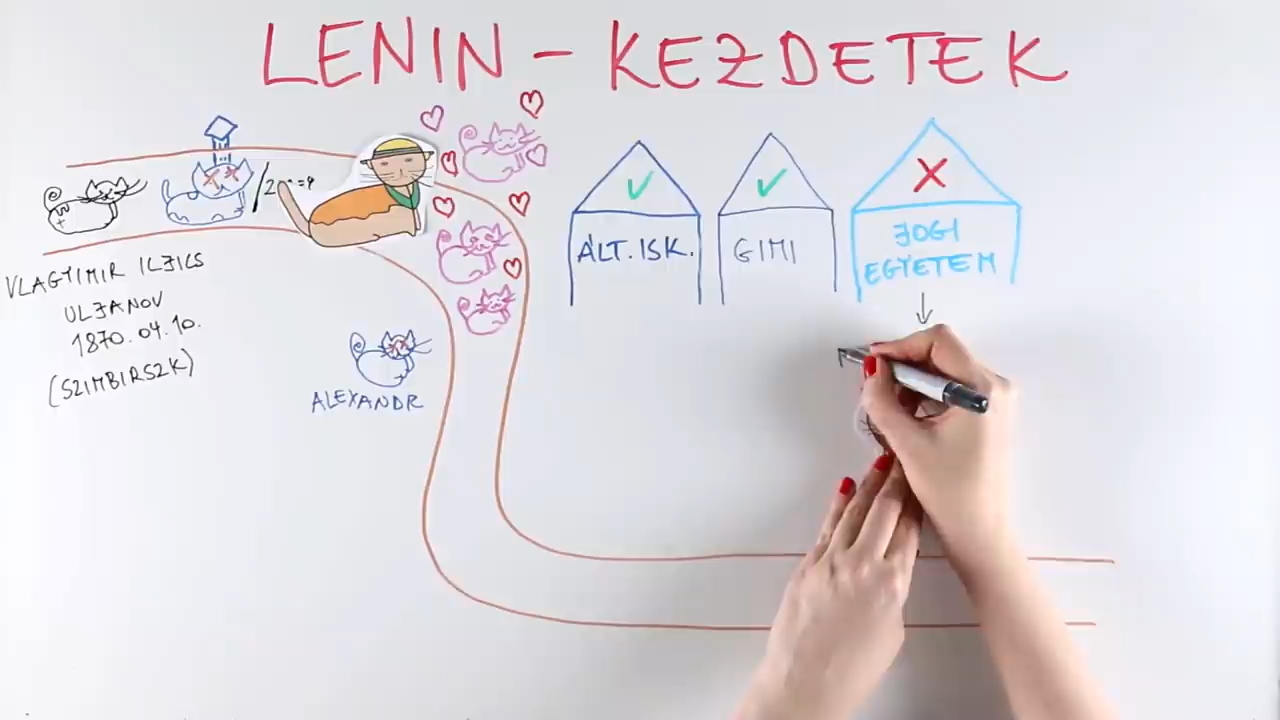 LENIN - KEZDETEK
VLAGYIMIR ILJICS
ULJANOV
1870.04.10.
(SZIMBIRSZK)
ALEXANDR
ÁLT. ISK.
GIMI
JOGI
EGYETEM